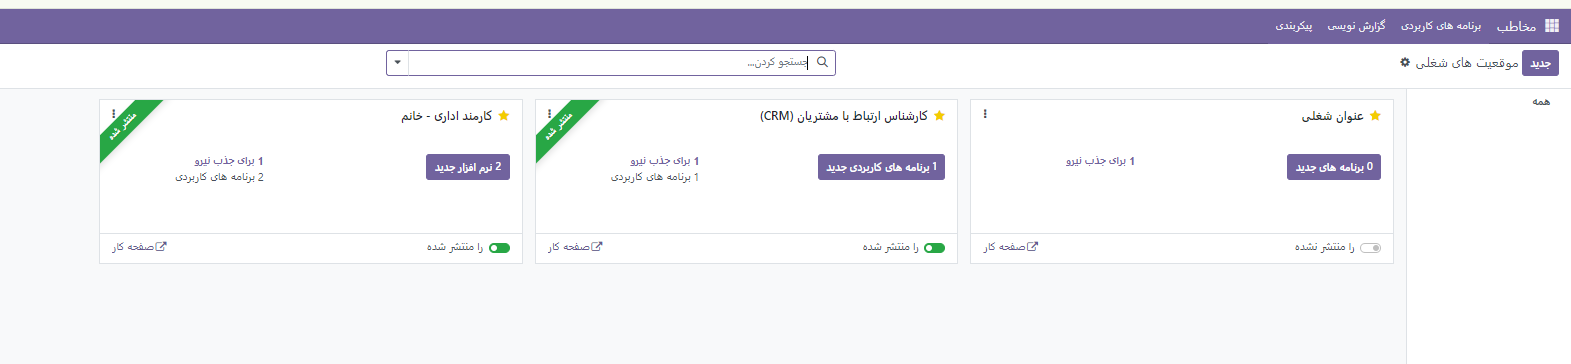 مخاطب برنامه های کاربردی گزارش نویسی پیکربندی
جدید موقعیت های شغلی
جستجو کردن...
همه
عنوان شغلی
0 برنامه های جدید
1 برای جذب نیرو
را منتشر نشده
صفحه کار
کارشناس ارتباط با مشتریان (CRM)
منتشر شده
1 برنامه های کاربردی جدید
1 برای جذب نیرو
1 برنامه های کاربردی
را منتشر شده
صفحه کار
کارمند اداری - خانم
منتشر شده
2 نرم افزار جدید
1 برای جذب نیرو
2 برنامه های کاربردی
را منتشر شده
صفحه کار